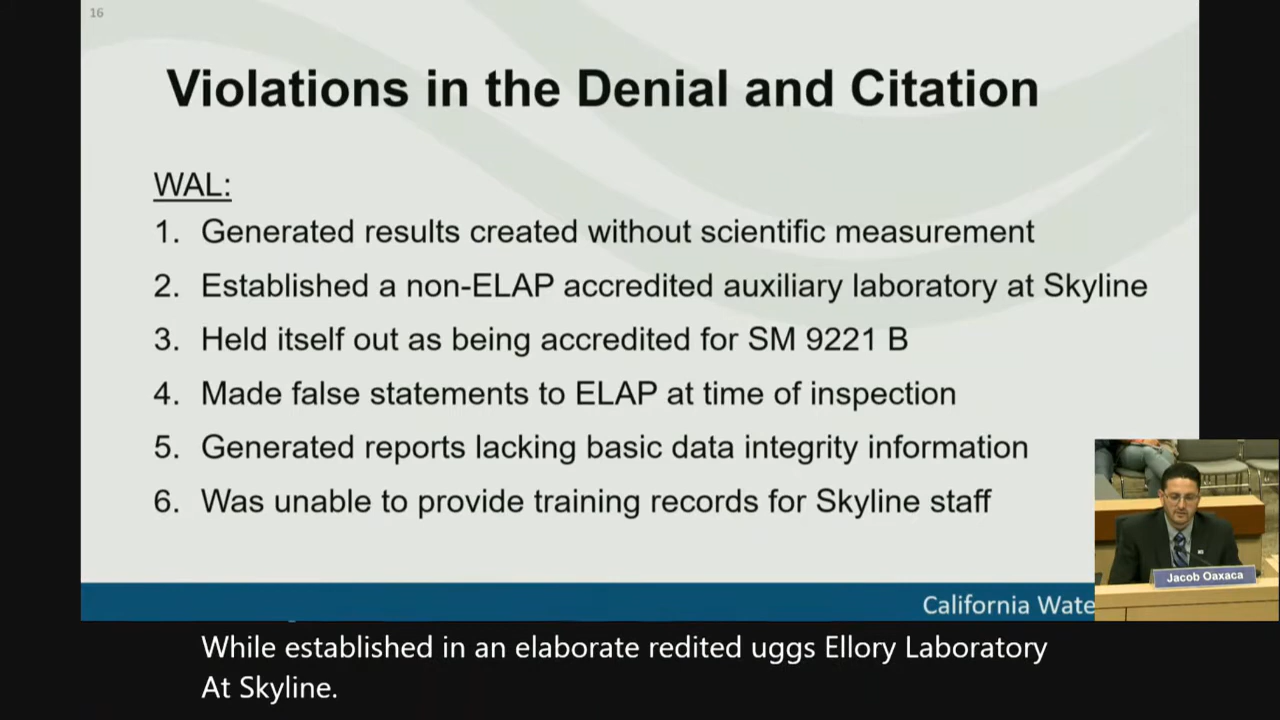 16
Violations in the Denial and Citation
WAL:
1. Generated results created without scientific measurement
2. Established a non-ELAP accredited auxiliary laboratory at Skyline
3. Held itself out as being accredited for SM 9221 B
4. Made false statements to ELAP at time of inspection
5. Generated reports lacking basic data integrity information
6. Was unable to provide training records for Skyline staff
Jacob Oaxaca
California Wate
While established in an elaborate redited uggs Ellory Laboratory
At Skyline.